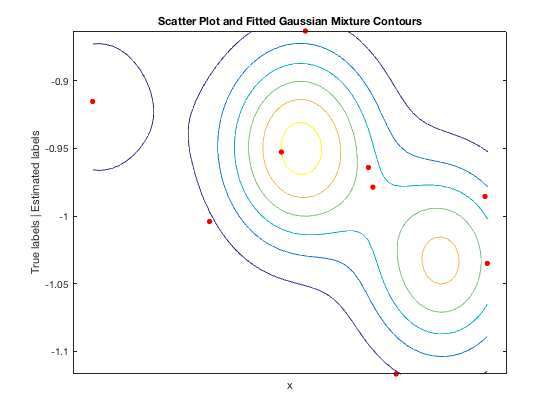 Scatter Plot and Fitted Gaussian Mixture Contours
True labels | Estimated labels
-0.9
-0.95
-1
-1.05
-1.1
x